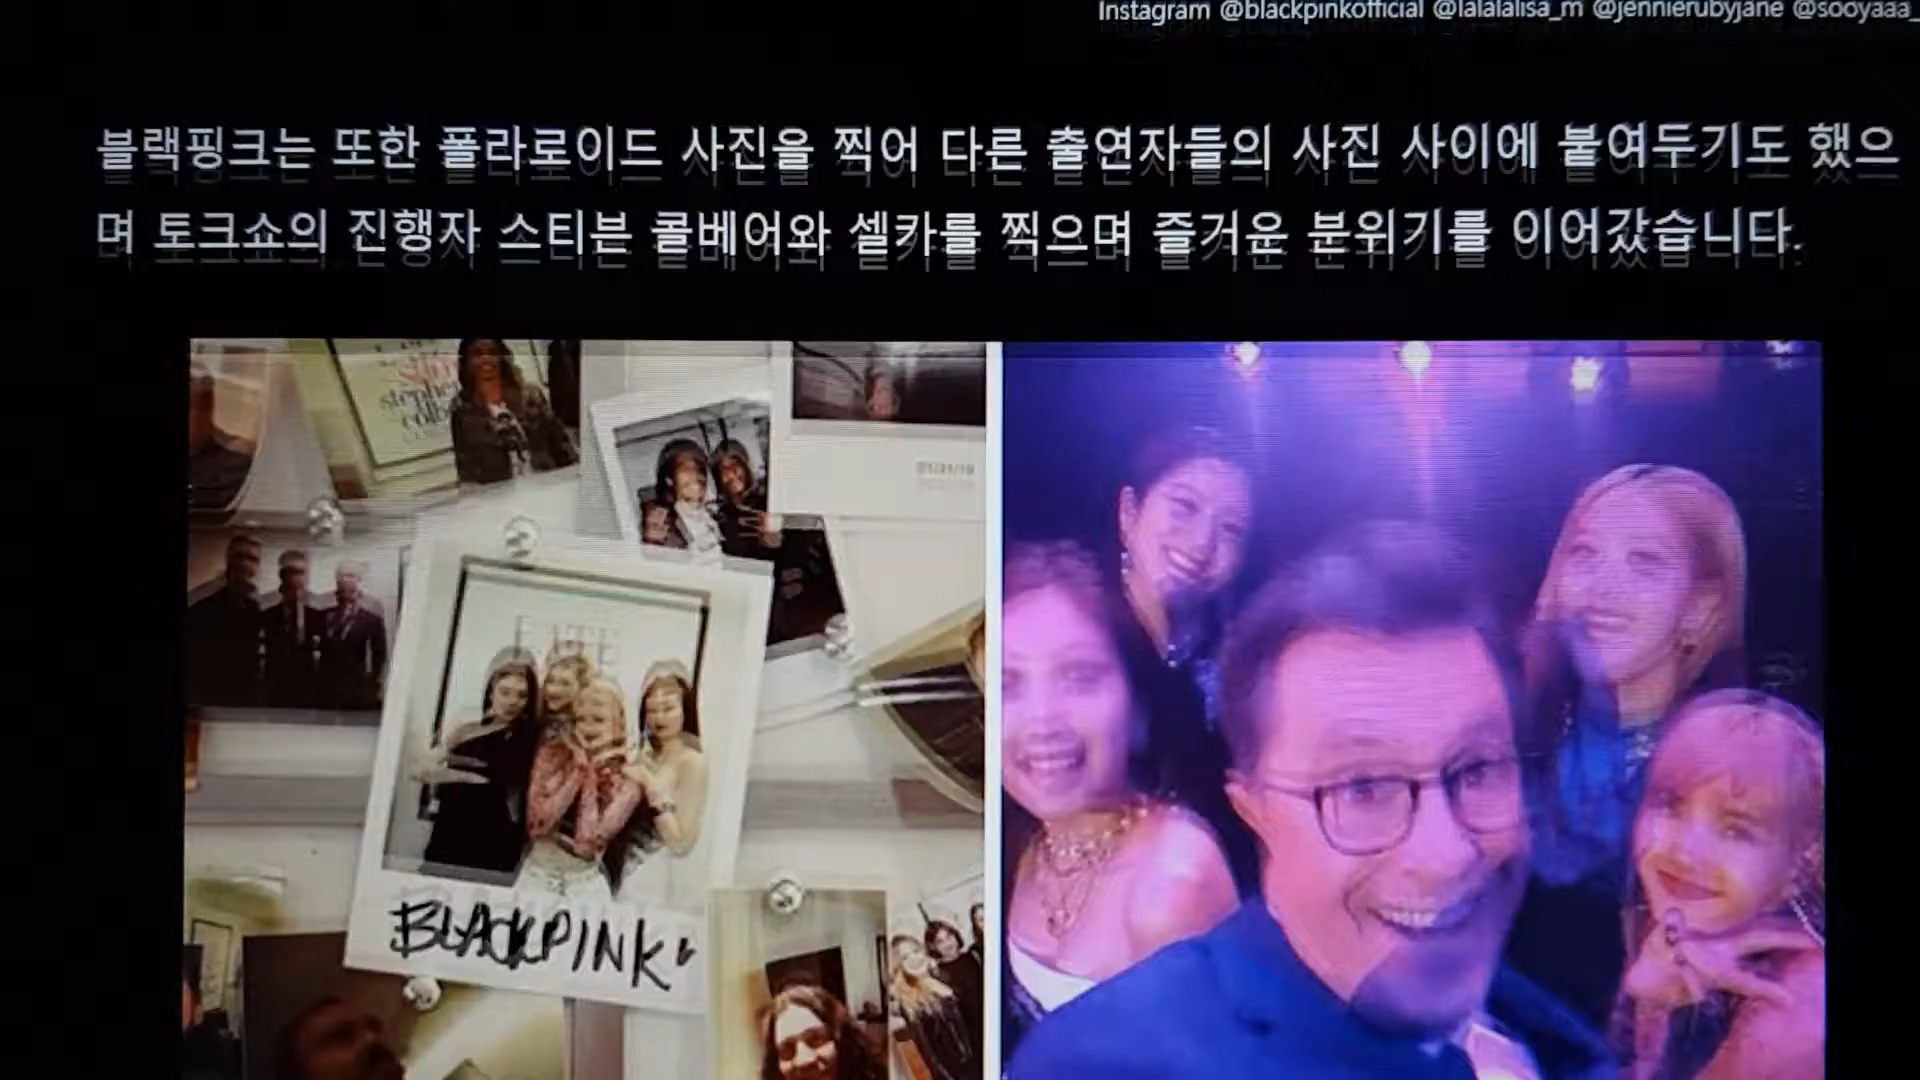 Instagram @blackpinkofficial @lalalalisa_m @jennierubyjane @sooyaaa_
블랙핑크는 또한 폴라로이드 사진을 찍어 다른 출연자들의 사진 사이에 붙여두기도 했으
며 토크쇼의 진행자 스티븐 콜베어와 셀카를 찍으며 즐거운 분위기를 이어갔습니다.
stephen
LATE
BLACKPINK